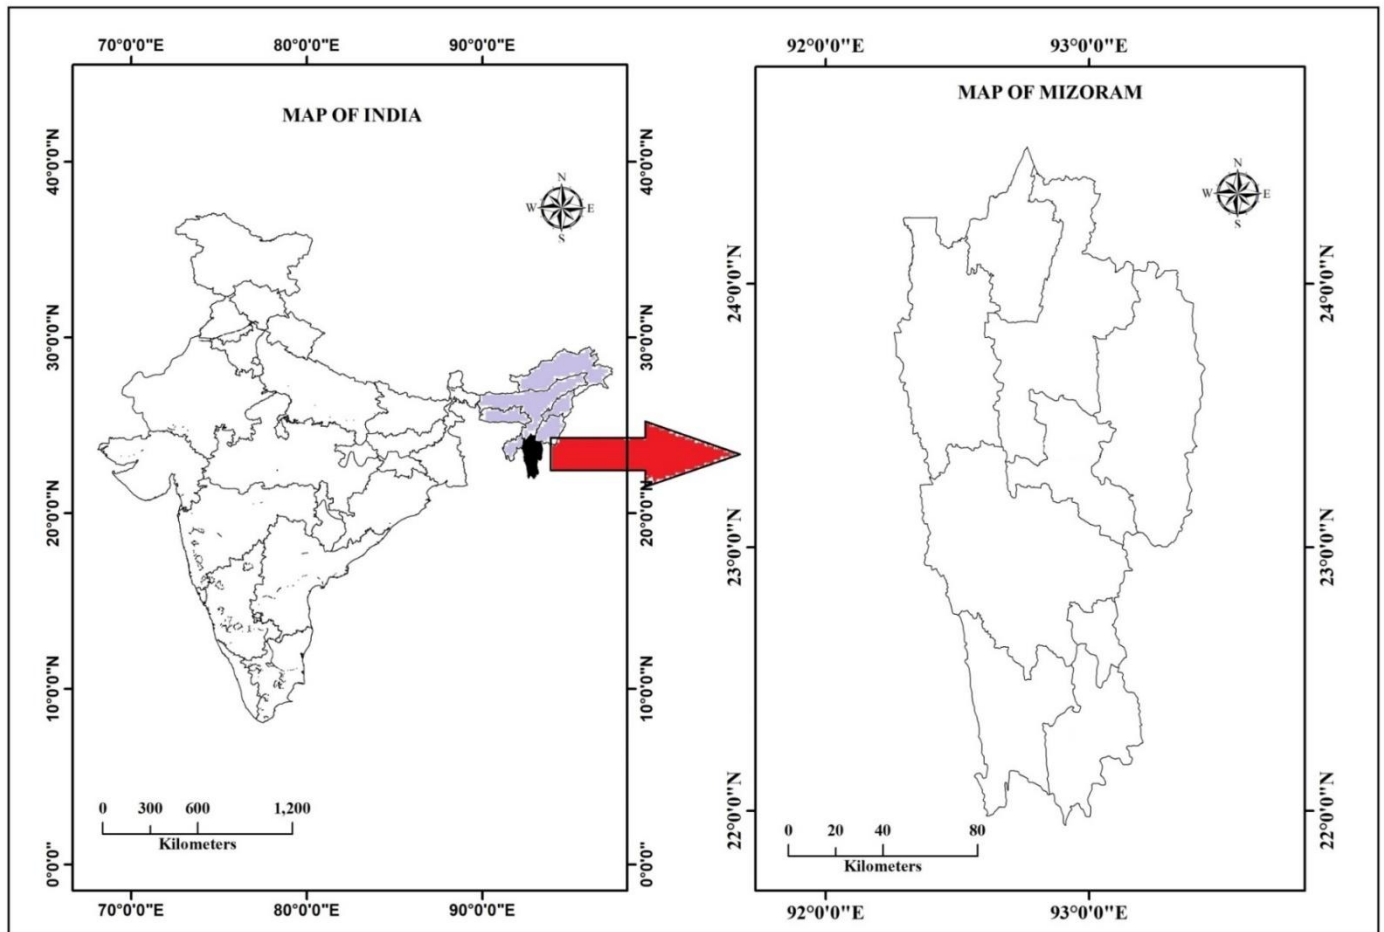 70°0'0"E 80°0'0"E 90°0'0"E
MAP OF INDIA
N
W E
S
40°0'0"N 40°0'0"N
30°0'0"N 30°0'0"N
20°0'0"N 20°0'0"N
10°0'0"N 10°0'0"N
0°0'0" 0°0'0"
0 300 600 1,200
Kilometers
70°0'0"E 80°0'0"E 90°0'0"E
92°0'0"E 93°0'0"E
MAP OF MIZORAM
N
W E
S
24°0'0"N 24°0'0"N
23°0'0"N 23°0'0"N
22°0'0"N 22°0'0"N
0 20 40 80
Kilometers
92°0'0"E 93°0'0"E